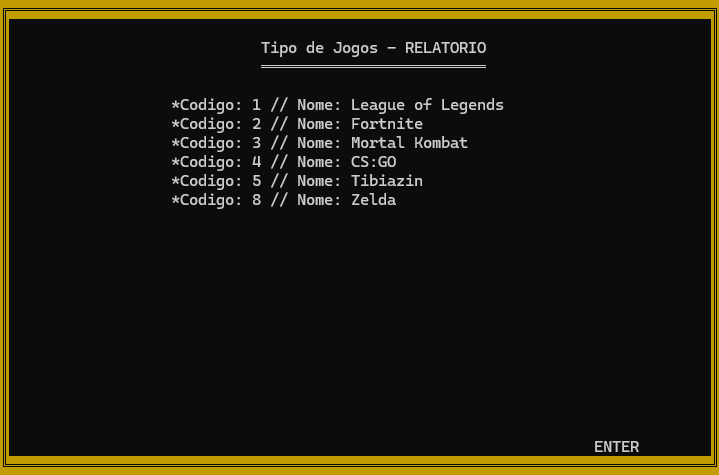 Tipo de Jogos - RELATORIO
*Codigo: 1 // Nome: League of Legends
*Codigo: 2 // Nome: Fortnite
*Codigo: 3 // Nome: Mortal Kombat
*Codigo: 4 // Nome: CS:GO
*Codigo: 5 // Nome: Tibiazin
*Codigo: 8 // Nome: Zelda
ENTER